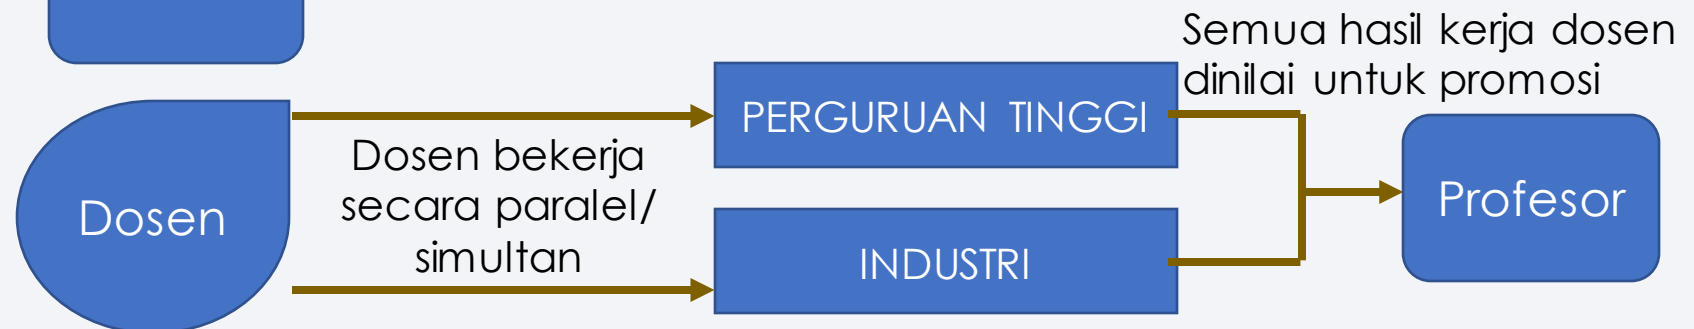 Semua hasil kerja dosen
dinilai untuk promosi
PERGURUAN TINGGI
Dosen bekerja
secara paralel/
simultan
Dosen
Profesor
INDUSTRI